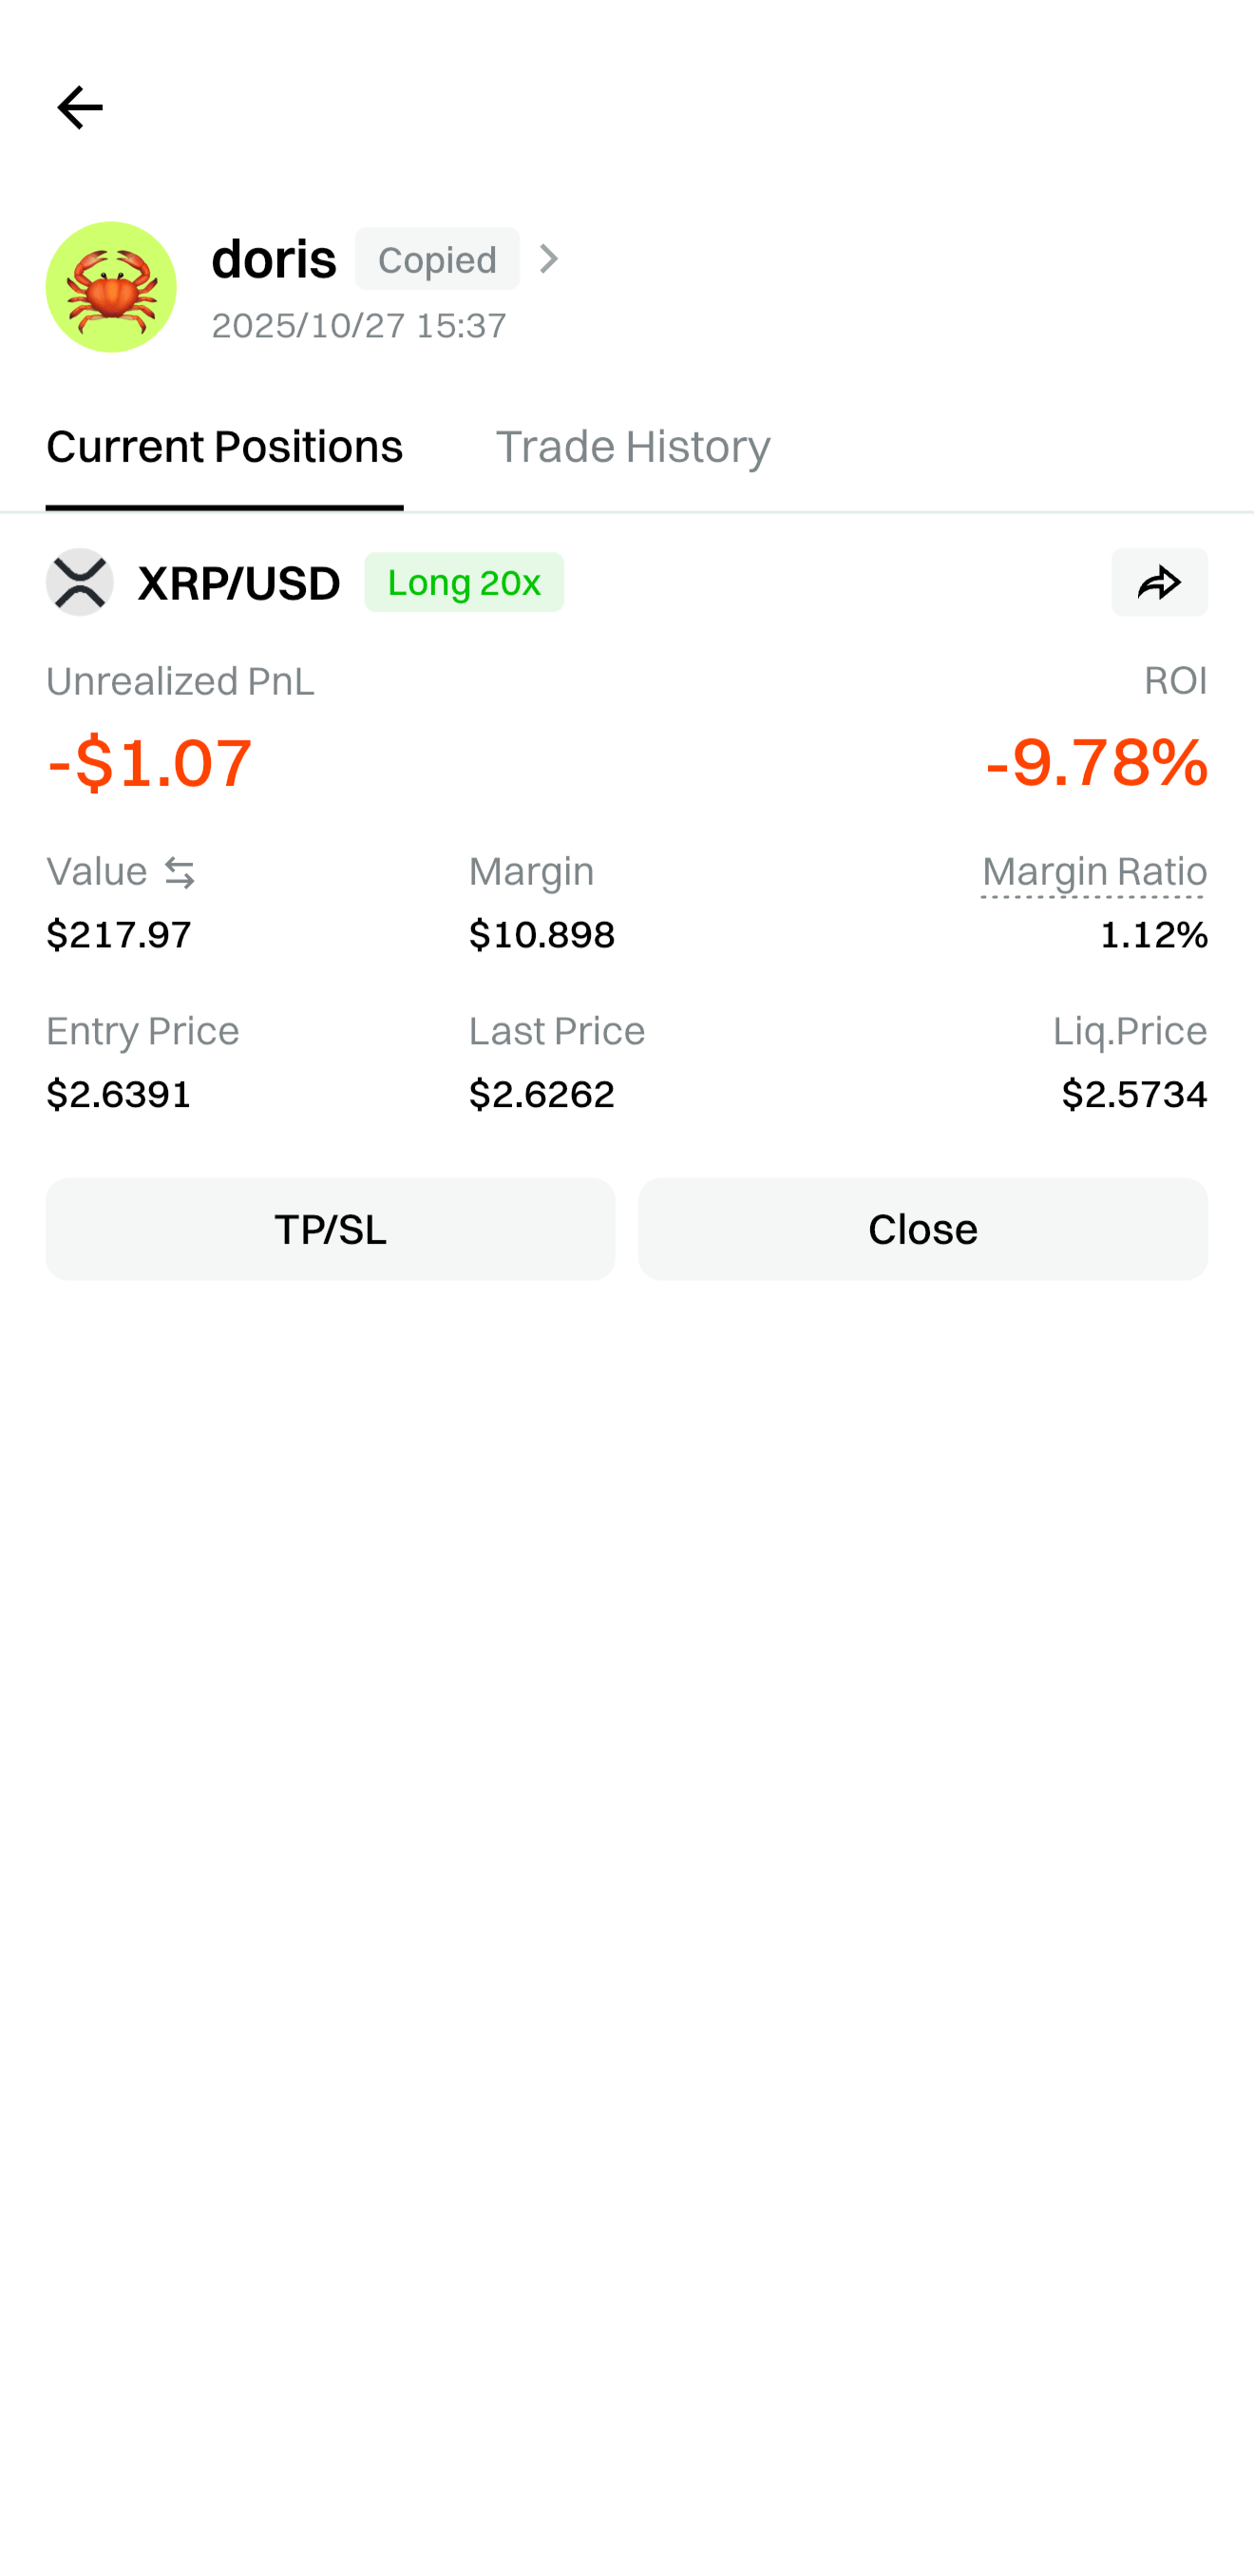 doris Copied
2025/10/27 15:37
Current Positions Trade History
XRP/USD Long 20x
Unrealized PnL ROI
-$1.07 -9.78%
Value Margin Margin Ratio
$217.97 $10.898 1.12%
Entry Price Last Price Liq.Price
$2.6391 $2.6262 $2.5734
TP/SL Close